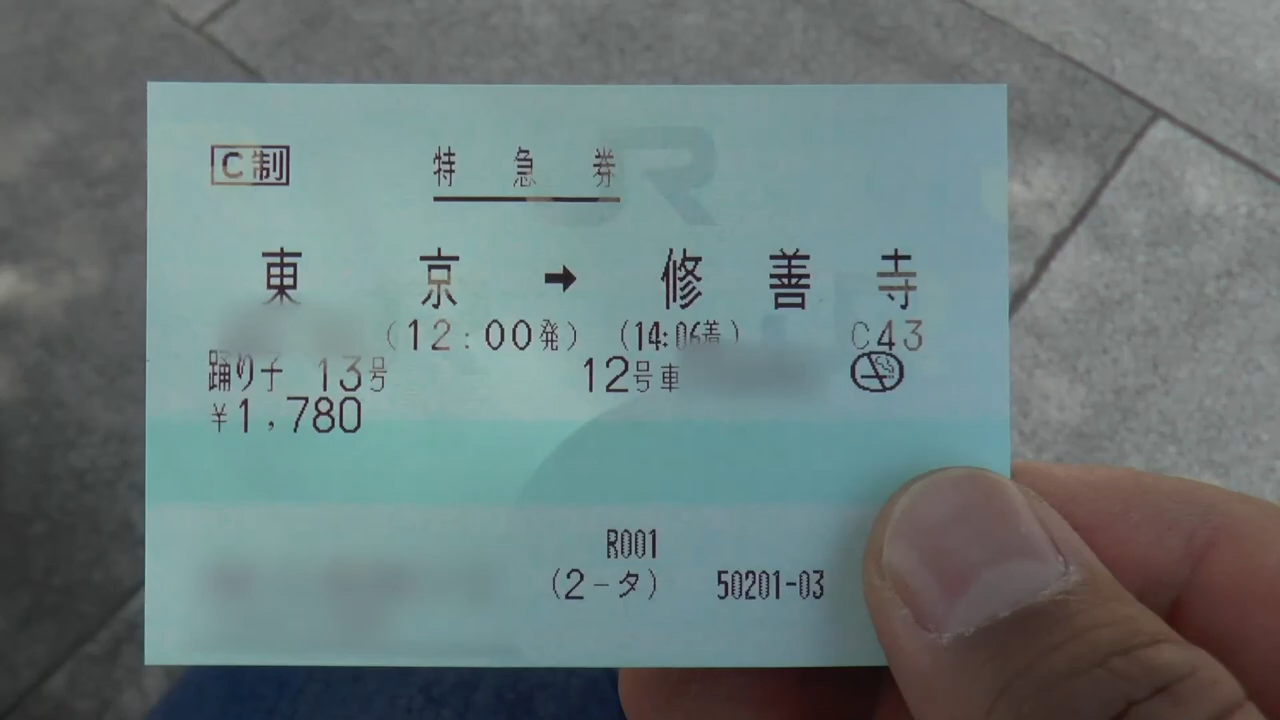 C制 特急券
東京➡修善寺
(12:00発) (14:06着) C43
踊り子 13号 12号車
¥1,780
R001
(2-タ) 50201-03
JR